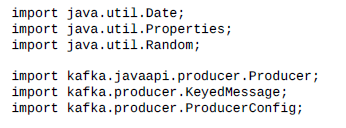 import java.util.Date;
import java.util.Properties;
import java.util.Random;
import kafka.javaapi.producer.Producer;
import kafka.producer.KeyedMessage;
import kafka.producer.ProducerConfig;